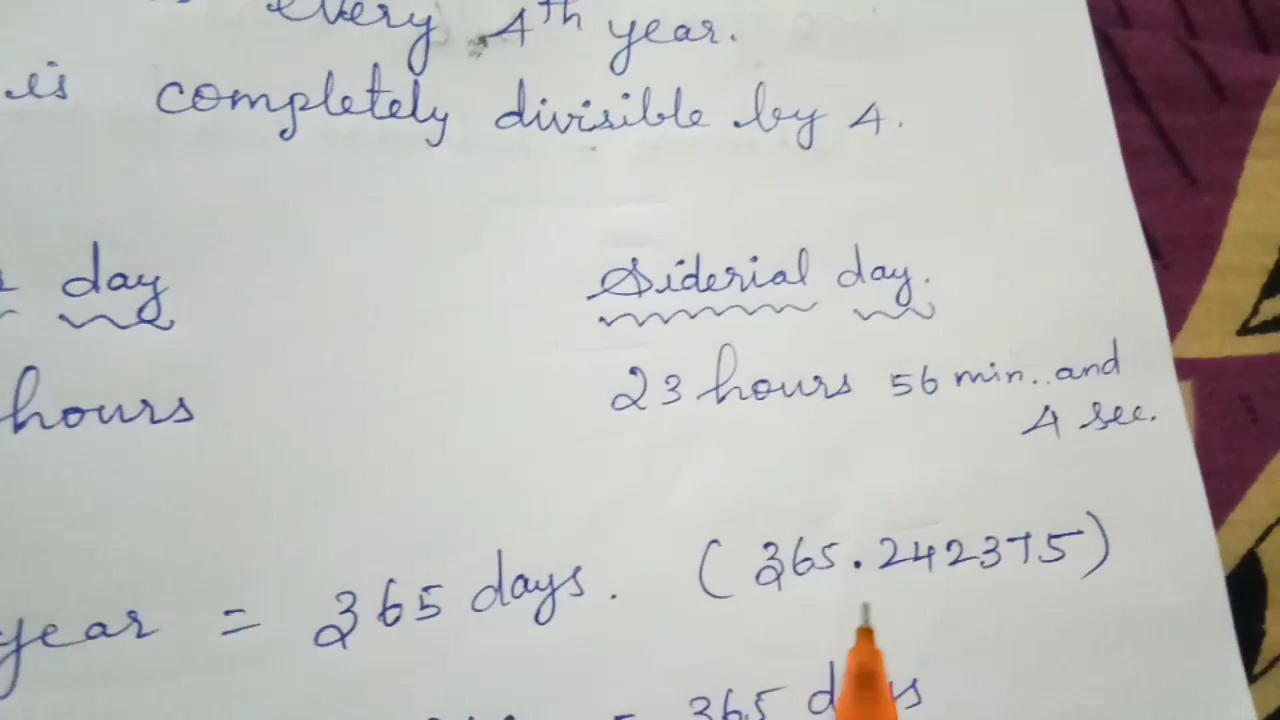 every 4th year.
is completely divisible by 4.
day Siderial day.
hours 23 hours 56 min. and
4 sec.
year = 365 days. (365.242375)
= 365 days